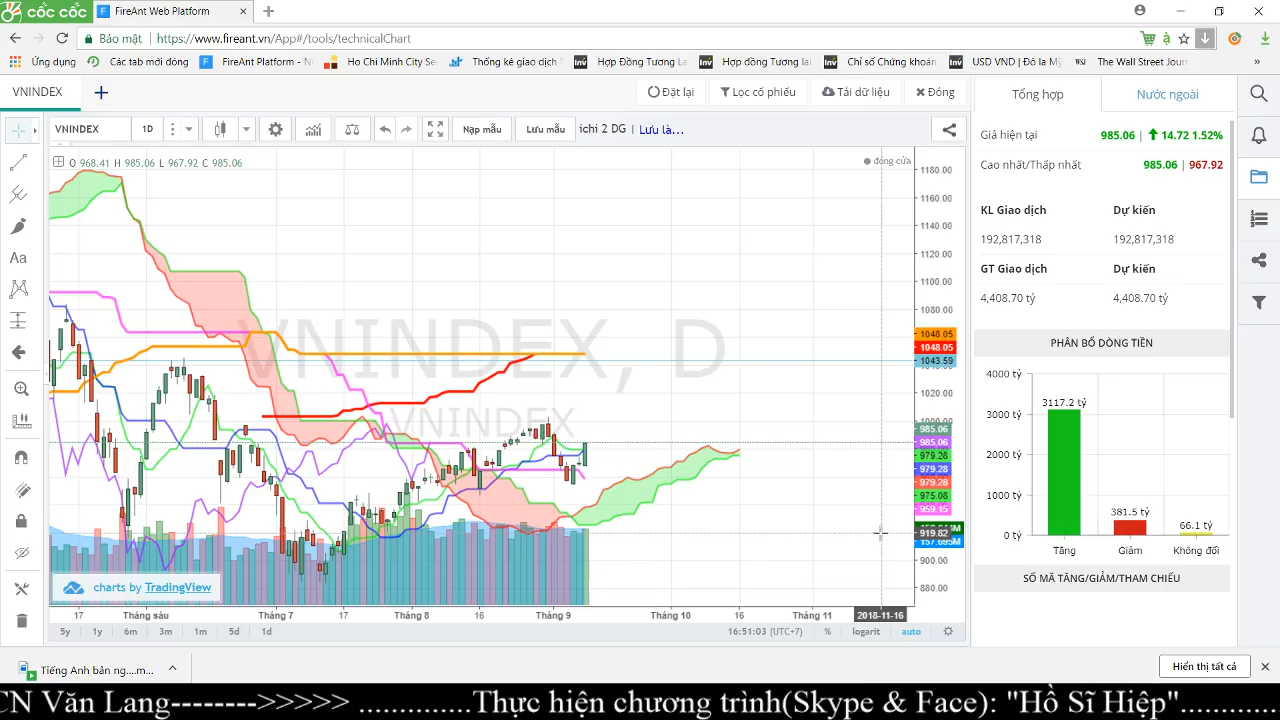 cốc cốc
FireAnt Web Platform
Bảo mật
https://www.fireant.vn/App#/tools/technicalChart
Ứng dụng
Các tab mới đóng
FireAnt Platform - N
Ho Chi Minh City Se
Thống kê giao dịch
Hợp Đồng Tương La
Hợp đồng Tương lai
Chỉ số Chứng khoán
USD VND | Đô la Mỹ
WSJ
The Wall Street Jour
VNINDEX
Đặt lại
Lọc cổ phiếu
Tải dữ liệu
Đóng
Tổng hợp
Nước ngoài
VNINDEX
1D
Nạp mẫu
Lưu mẫu
ichi 2 DG
Lưu là...
Giá hiện tại
985.06 | 14.72 1.52%
O 968.41 H 985.06 L 967.92 C 985.06
đóng cửa
Cao nhất/Thấp nhất
985.06 | 967.92
KL Giao dịch
Dự kiến
192,817,318
192,817,318
GT Giao dịch
Dự kiến
4,408.70 tỷ
4,408.70 tỷ
PHÂN BỔ DÒNG TIỀN
4000 tỷ
3000 tỷ
2000 tỷ
1000 tỷ
0 tỷ
3117.2 tỷ
381.5 tỷ
66.1 tỷ
Tăng
Giảm
Không đổi
SỐ MÃ TĂNG/GIẢM/THAM CHIẾU
VNINDEX, D
VNINDEX
1180.00
1160.00
1140.00
1120.00
1100.00
1080.00
1048.05
1048.05
1043.59
1020.00
985.06
985.06
979.28
979.28
979.28
975.08
959.15
919.82
157.695M
900.00
880.00
charts by TradingView
17
Tháng sáu
Tháng 7
17
Tháng 8
16
Tháng 9
Tháng 10
16
Tháng 11
2018-11-16
5y
1y
6m
3m
1m
5d
1d
16:51:03 (UTC+7)
%
logarit
auto
Tiếng Anh bản ng....m...
Hiển thị tất cả
CN Văn Lang-------->>>>> ..............Thực hiện chương trình(Skype & Face): "Hồ Sĩ Hiệp"............